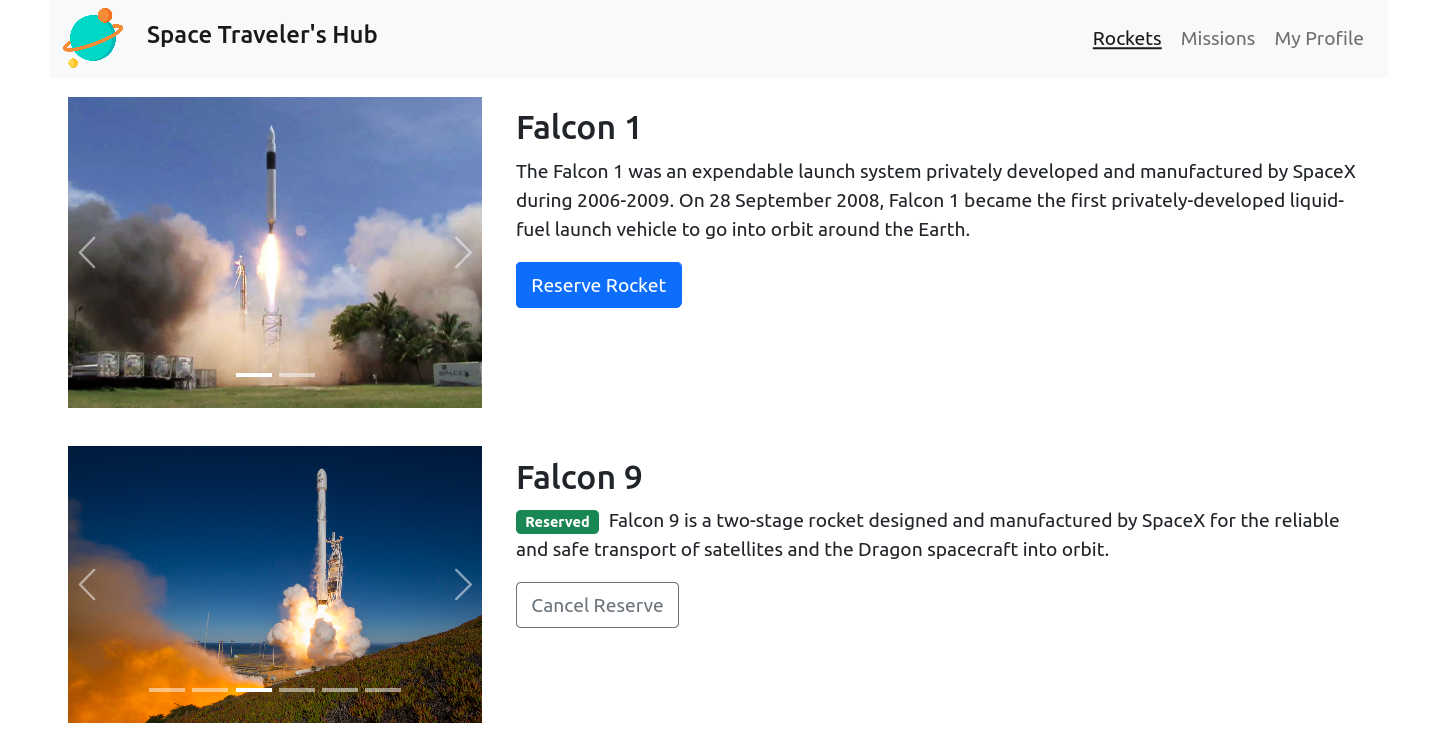 Space Traveler's Hub
Rockets Missions My Profile
Falcon 1
The Falcon 1 was an expendable launch system privately developed and manufactured by SpaceX
during 2006-2009. On 28 September 2008, Falcon 1 became the first privately-developed liquid-
fuel launch vehicle to go into orbit around the Earth.
Reserve Rocket
Falcon 9
Reserved Falcon 9 is a two-stage rocket designed and manufactured by SpaceX for the reliable
and safe transport of satellites and the Dragon spacecraft into orbit.
Cancel Reserve